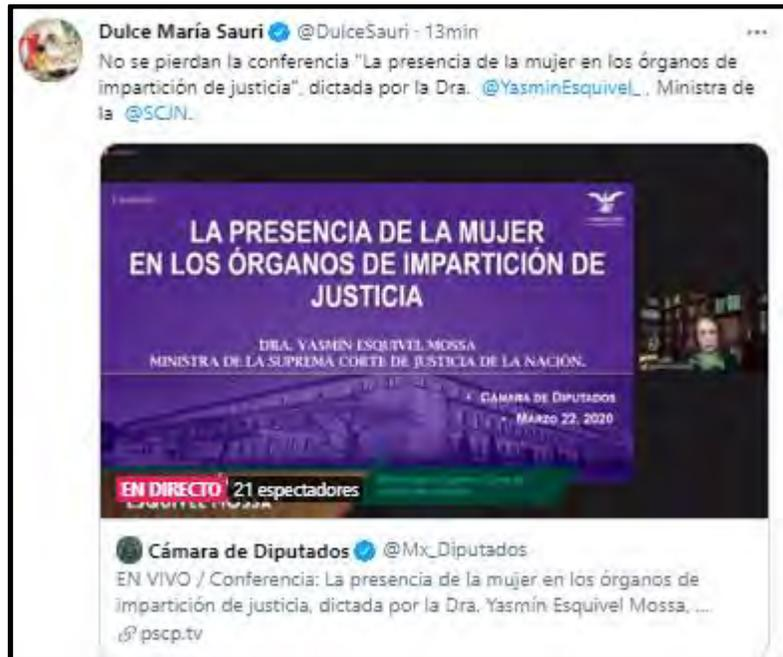 Dulce María Sauri @DulceSauri · 13min
No se pierdan la conferencia "La presencia de la mujer en los órganos de
impartición de justicia", dictada por la Dra. @YasminEsquivel_ , Ministra de
la @SCJN.
LA PRESENCIA DE LA MUJER
EN LOS ÓRGANOS DE IMPARTICIÓN DE
JUSTICIA
DRA. YASMÍN ESQUIVEL MOSSA
MINISTRA DE LA SUPREMA CORTE DE JUSTICIA DE LA NACIÓN.
• CÁMARA DE DIPUTADOS
• MARZO 22, 2020
EN DIRECTO 21 espectadores
ESQUIVEL MOSSA
Cámara de Diputados @Mx_Diputados
EN VIVO / Conferencia: La presencia de la mujer en los órganos de
impartición de justicia, dictada por la Dra. Yasmín Esquivel Mossa, ....
pscp.tv